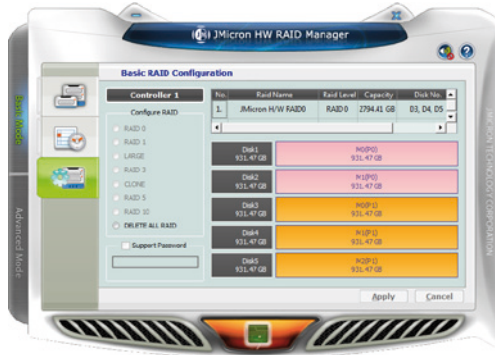 JMicron HW RAID Manager
Basic RAID Configuration
Controller 1
Configure RAID
RAID 0
RAID 1
LARGE
RAID 3
CLONE
RAID 5
RAID 10
DELETE ALL RAID
Support Password
No. RAID Name RAID Level Capacity Disk No.
1. JMicron H/W RAID0 RAID 0 2794.41 GB D3, D4, D5
Disk1
931.47 GB
M0(P0)
931.47 GB
Disk2
931.47 GB
M1(P0)
931.47 GB
Disk3
931.47 GB
M0(P1)
931.47 GB
Disk4
931.47 GB
M1(P1)
931.47 GB
Disk5
931.47 GB
M2(P1)
931.47 GB
Apply Cancel
Basic Mode
Advanced Mode
JMICRON TECHNOLOGY CORPORATION